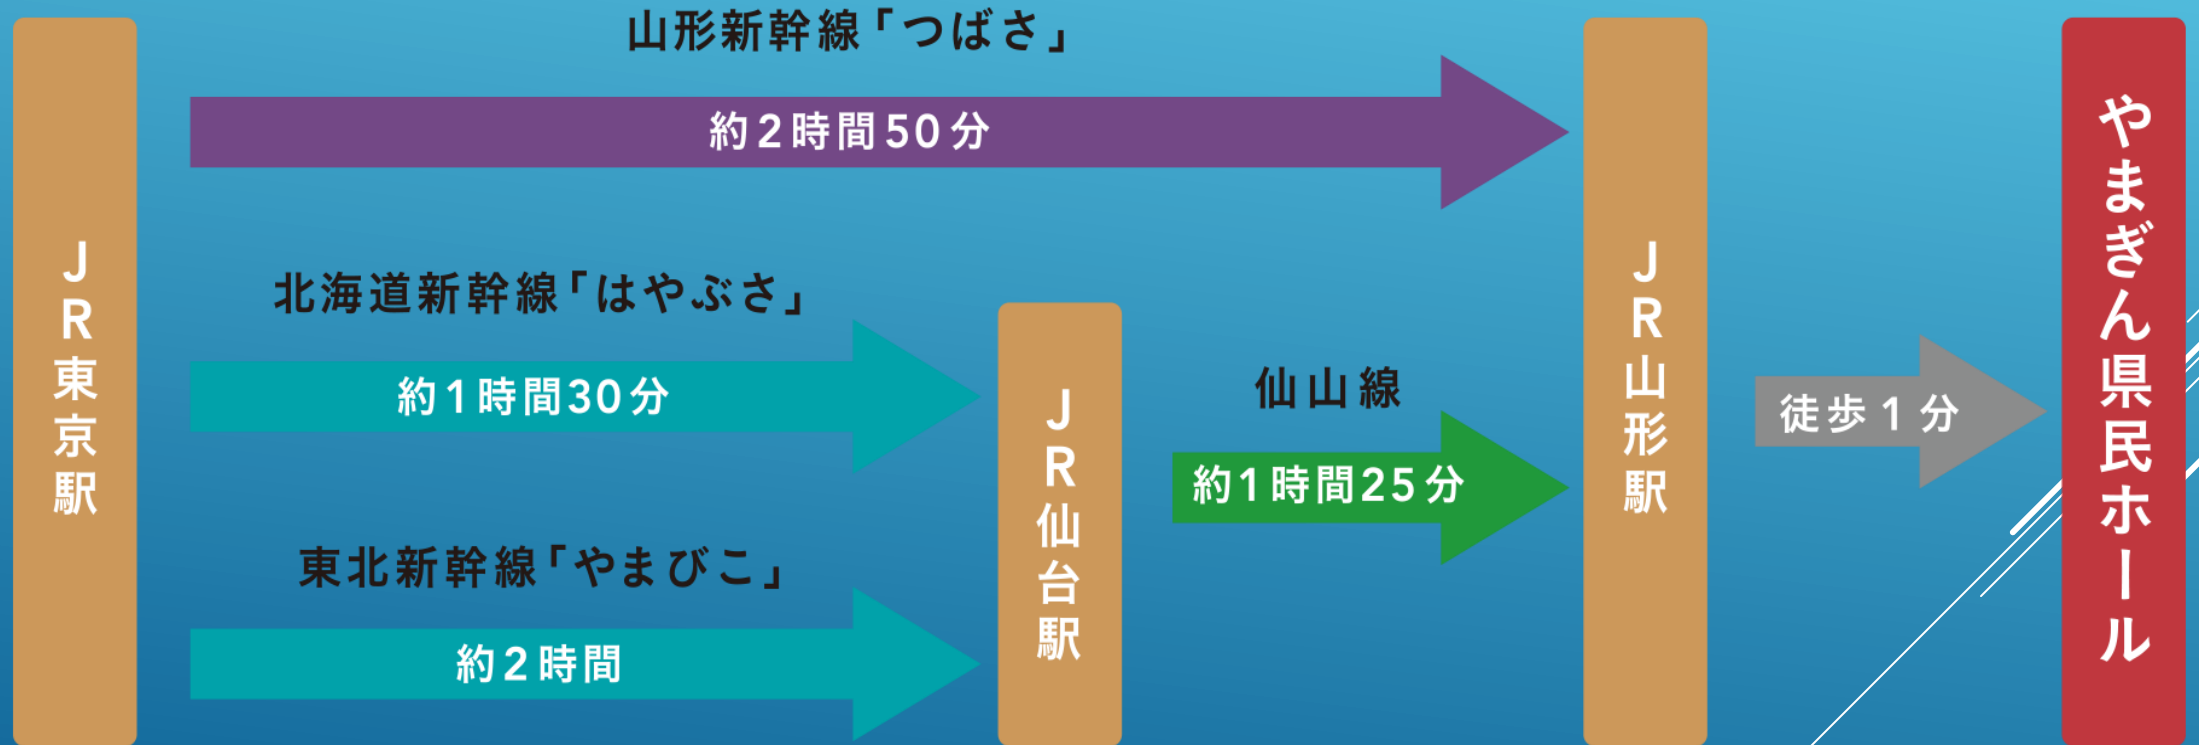 山形新幹線「つばさ」
約2時間50分
JR東京駅
北海道新幹線「はやぶさ」
約1時間30分
東北新幹線「やまびこ」
約2時間
JR仙台駅
仙山線
約1時間25分
JR山形駅
徒歩1分
やまぎん県民ホール